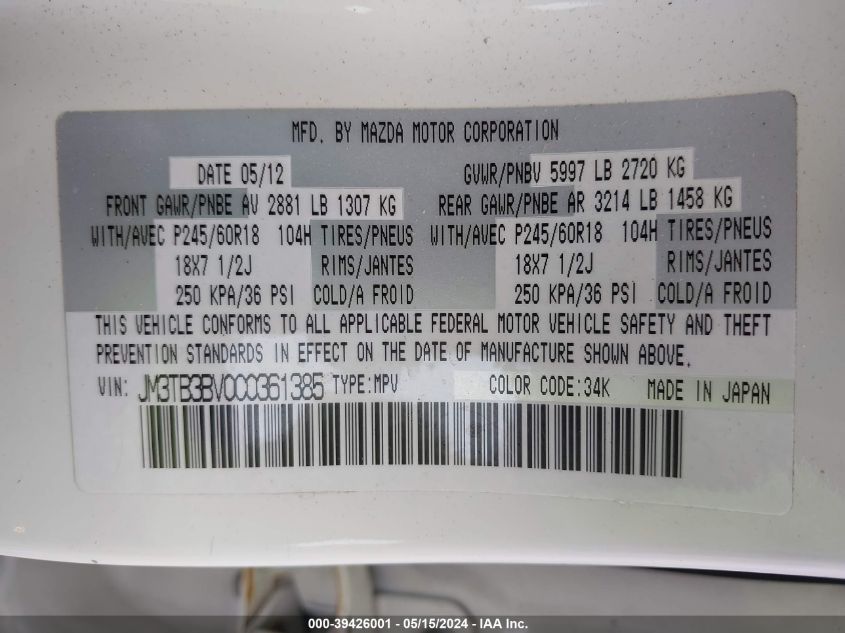 MFD. BY MAZDA MOTOR CORPORATION
DATE 05/12 GVWR/PNBV 5997 LB 2720 KG
FRONT GAWR/PNBE AV 2881 LB 1307 KG REAR GAWR/PNBE AR 3214 LB 1458 KG
WITH/AVEC P245/60R18 104H TIRES/PNEUS WITH/AVEC P245/60R18 104H TIRES/PNEUS
18X7 1/2J RIMS/JANTES 18X7 1/2J RIMS/JANTES
250 KPA/36 PSI COLD/A FROID 250 KPA/36 PSI COLD/A FROID
THIS VEHICLE CONFORMS TO ALL APPLICABLE FEDERAL MOTOR VEHICLE SAFETY AND THEFT
PREVENTION STANDARDS IN EFFECT ON THE DATE OF MANUFACTURE SHOWN ABOVE.
VIN: JM3TB3BV0C0361385 TYPE:MPV COLOR CODE:34K MADE IN JAPAN
000-39426001 - 05/15/2024 - IAA Inc.